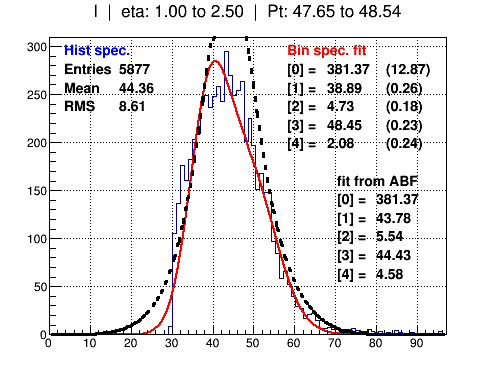 I | eta: 1.00 to 2.50 | Pt: 47.65 to 48.54
Hist spec.
Entries 5877
Mean 44.36
RMS 8.61
Bin spec. fit
[0] = 381.37 (12.87)
[1] = 38.89 (0.26)
[2] = 4.73 (0.18)
[3] = 48.45 (0.23)
[4] = 2.08 (0.24)
fit from ABF
[0] = 381.37
[1] = 43.78
[2] = 5.54
[3] = 44.43
[4] = 4.58
300
250
200
150
100
50
0
0 10 20 30 40 50 60 70 80 90